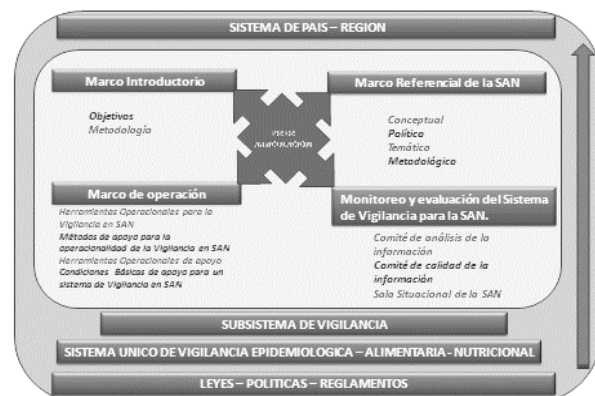 SISTEMA DE PAIS – REGION
Marco Introductorio
Objetivos
Metodología
Marco Referencial de la SAN
Conceptual
Político
Temático
Metodológico
Marco de operación
Herramientas Operacionales para la
Vigilancia en SAN
Métodos de apoyo para la
operacionalidad de la Vigilancia en SAN
Herramientas Operacionales de apoyo
Condiciones Básicas de apoyo para un
sistema de Vigilancia en SAN
Monitoreo y evaluación del Sistema
de Vigilancia para la SAN.
Comité de análisis de la
información
Comité de calidad de la
información
Sala Situacional de la SAN
SUBSISTEMA DE VIGILANCIA
SISTEMA UNICO DE VIGILANCIA EPIDEMIOLOGICA – ALIMENTARIA- NUTRICIONAL
LEYES – POLITICAS – REGLAMENTOS